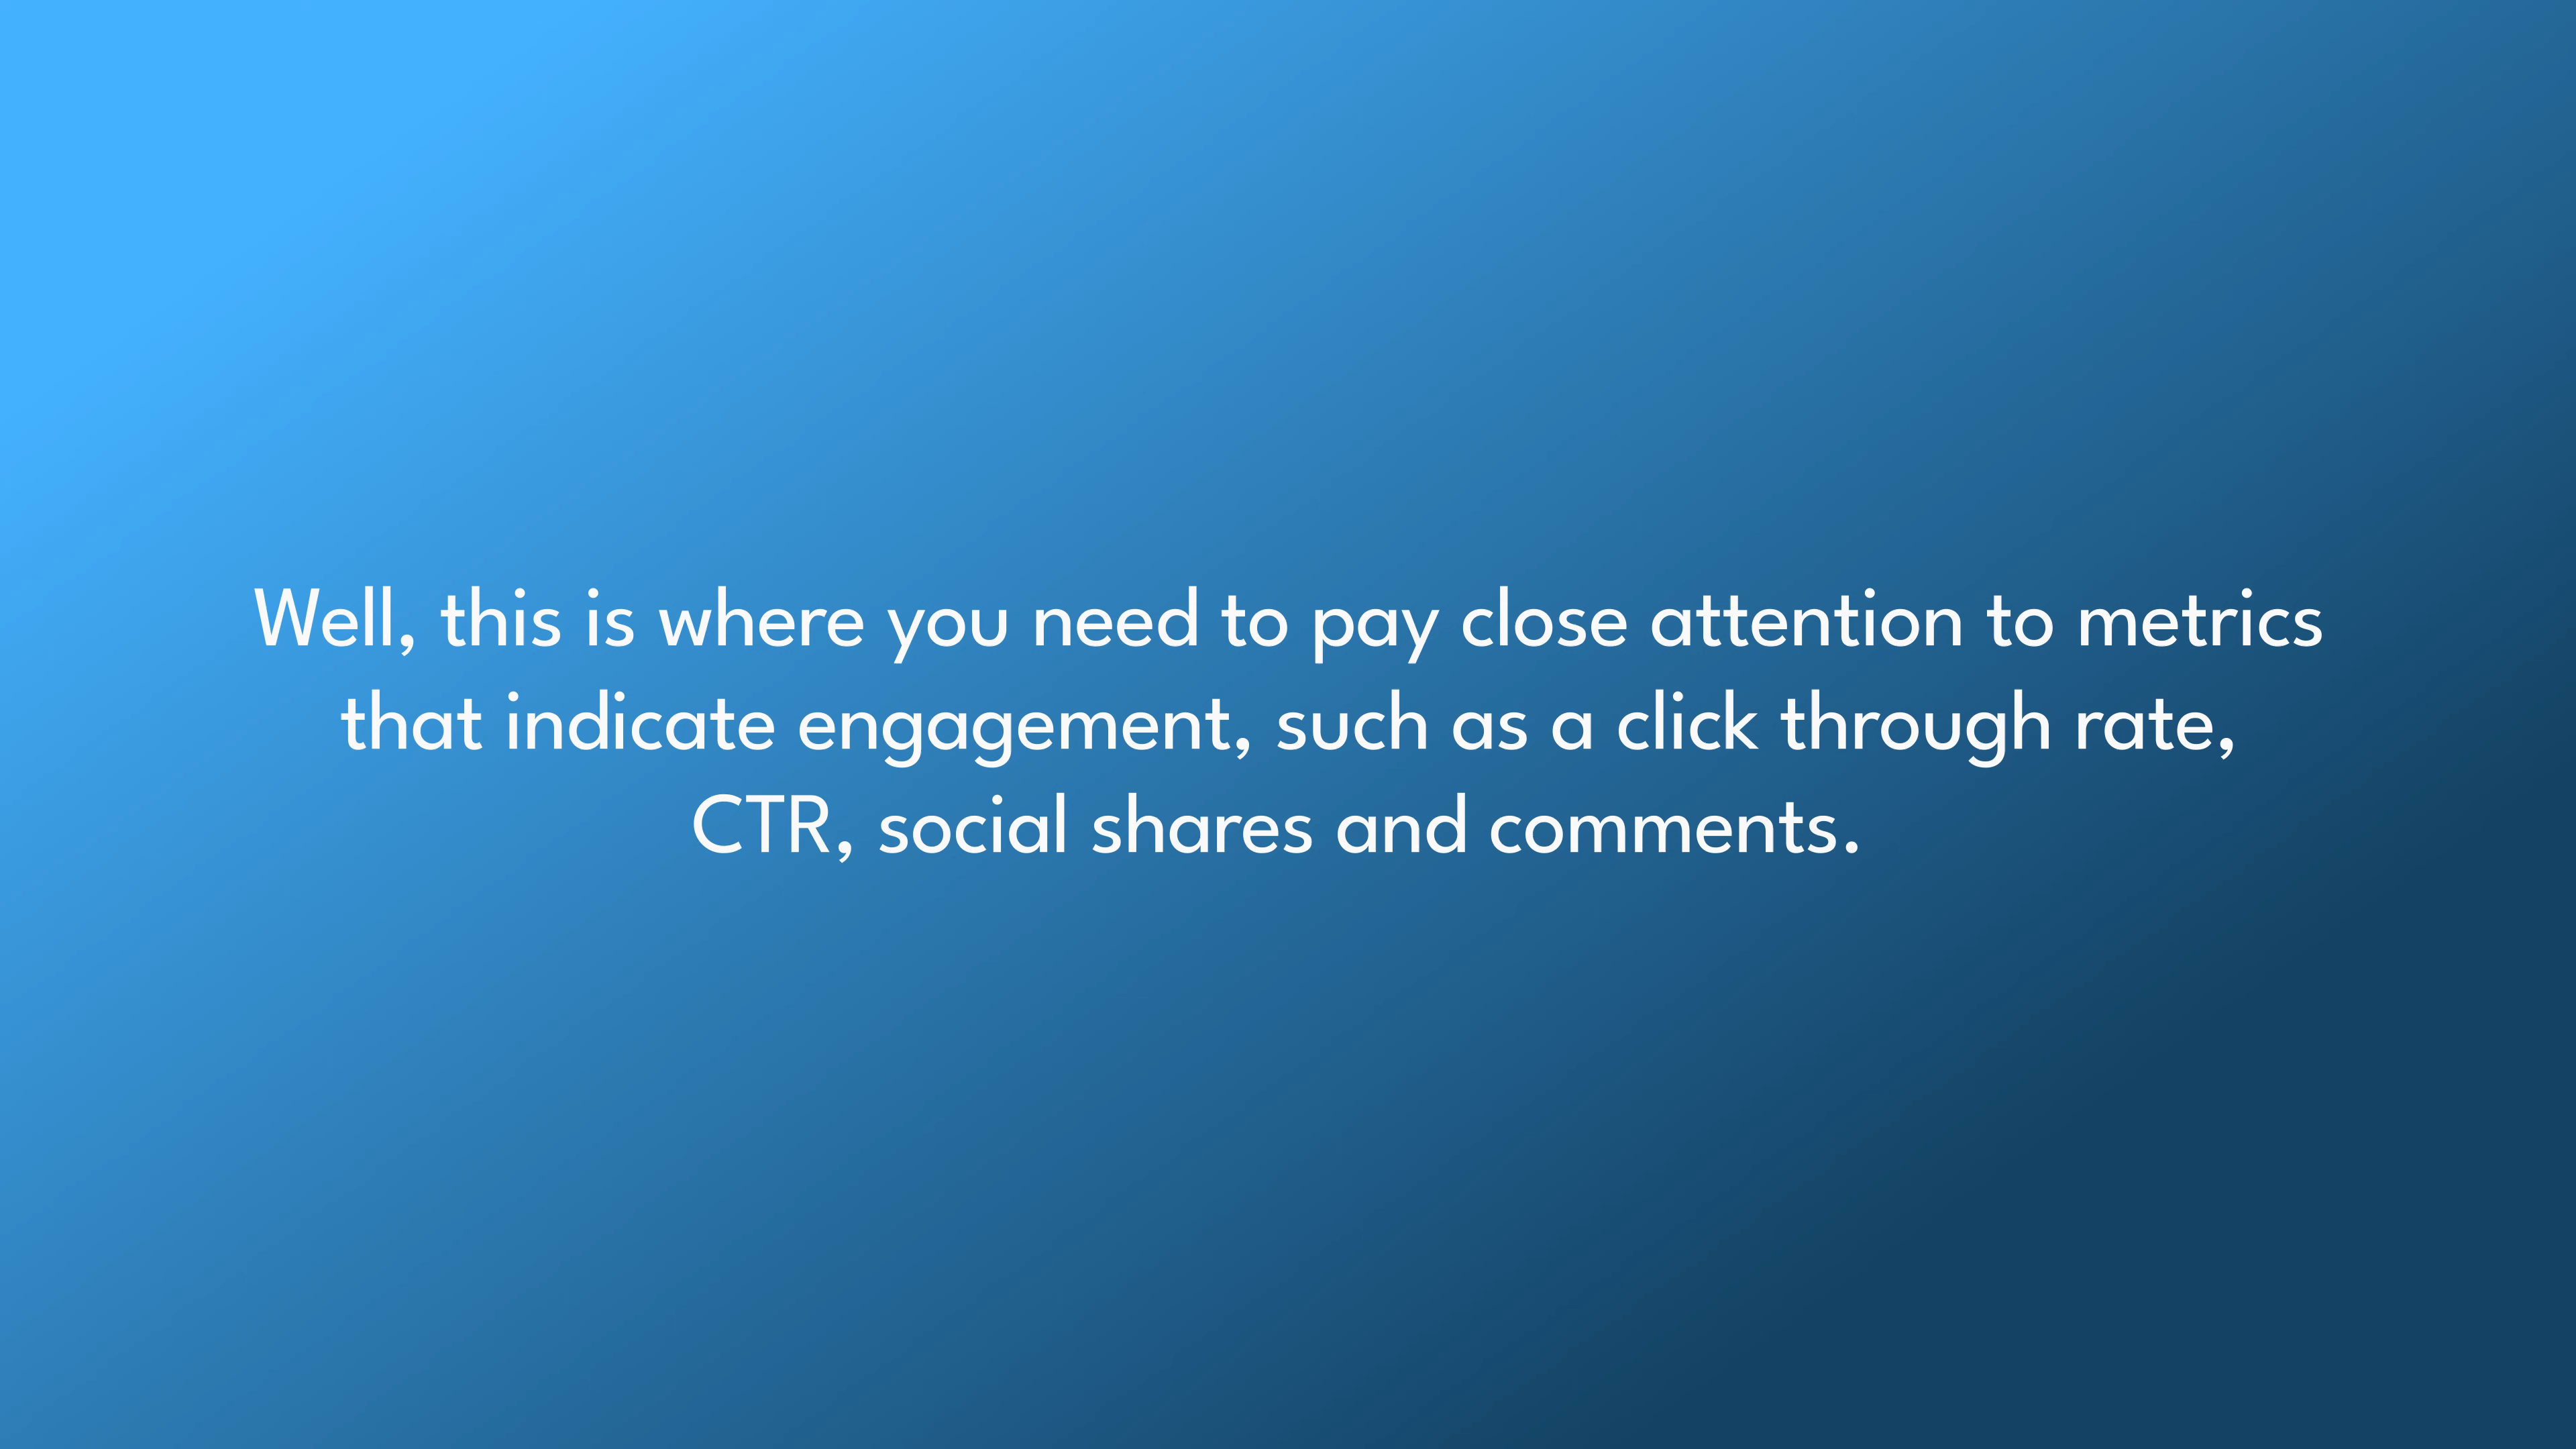 Well, this is where you need to pay close attention to metrics
that indicate engagement, such as a click through rate,
CTR, social shares and comments.